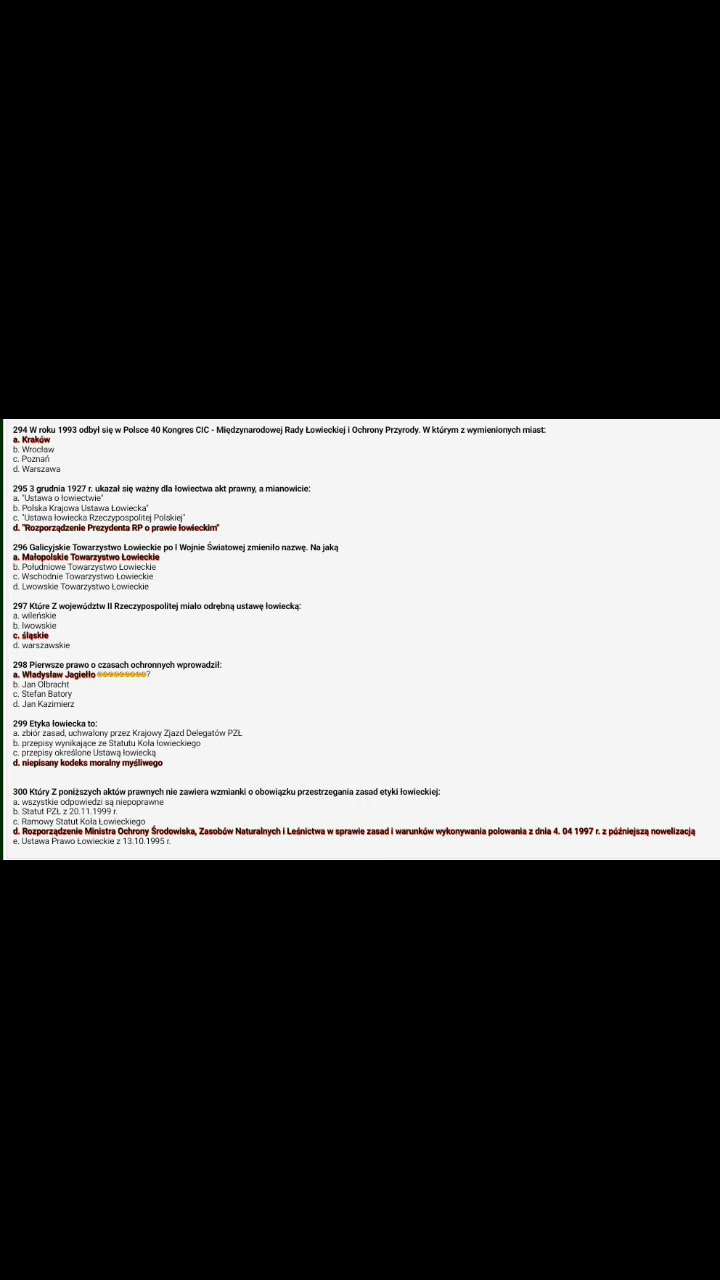 294 W roku 1993 odbył się w Polsce 40 Kongres CIC - Międzynarodowej Rady Łowieckiej i Ochrony Przyrody. W którym z wymienionych miast:
a. Kraków
b. Wrocław
c. Poznań
d. Warszawa
295 3 grudnia 1927 r. ukazał się ważny dla łowiectwa akt prawny, a mianowicie:
a. "Ustawa o łowiectwie"
b. Polska Krajowa Ustawa Łowiecka"
c. "Ustawa łowiecka Rzeczypospolitej Polskiej"
d. "Rozporządzenie Prezydenta RP o prawie łowieckim"
296 Galicyjskie Towarzystwo Łowieckie po I Wojnie Światowej zmieniło nazwę. Na jaką
a. Małopolskie Towarzystwo Łowieckie
b. Południowe Towarzystwo Łowieckie
c. Wschodnie Towarzystwo Łowieckie
d. Lwowskie Towarzystwo Łowieckie
297 Które Z województw II Rzeczypospolitej miało odrębną ustawę łowiecką:
a. wileńskie
b. lwowskie
c. śląskie
d. warszawskie
298 Pierwsze prawo o czasach ochronnych wprowadził:
a. Władysław Jagiełło ?
b. Jan Olbracht
c. Stefan Batory
d. Jan Kazimierz
299 Etyka łowiecka to:
a. zbiór zasad, uchwalony przez Krajowy Zjazd Delegatów PZŁ
b. przepisy wynikające ze Statutu Koła łowieckiego
c. przepisy określone Ustawą łowiecką
d. niepisany kodeks moralny myśliwego
300 Który Z poniższych aktów prawnych nie zawiera wzmianki o obowiązku przestrzegania zasad etyki łowieckiej:
a. wszystkie odpowiedzi są niepoprawne
b. Statut PZŁ z 20.11.1999 r.
c. Ramowy Statut Koła Łowieckiego
d. Rozporządzenie Ministra Ochrony Środowiska, Zasobów Naturalnych i Leśnictwa w sprawie zasad i warunków wykonywania polowania z dnia 4. 04 1997 r. z późniejszą nowelizacją
e. Ustawa Prawo Łowieckie z 13.10.1995 r.